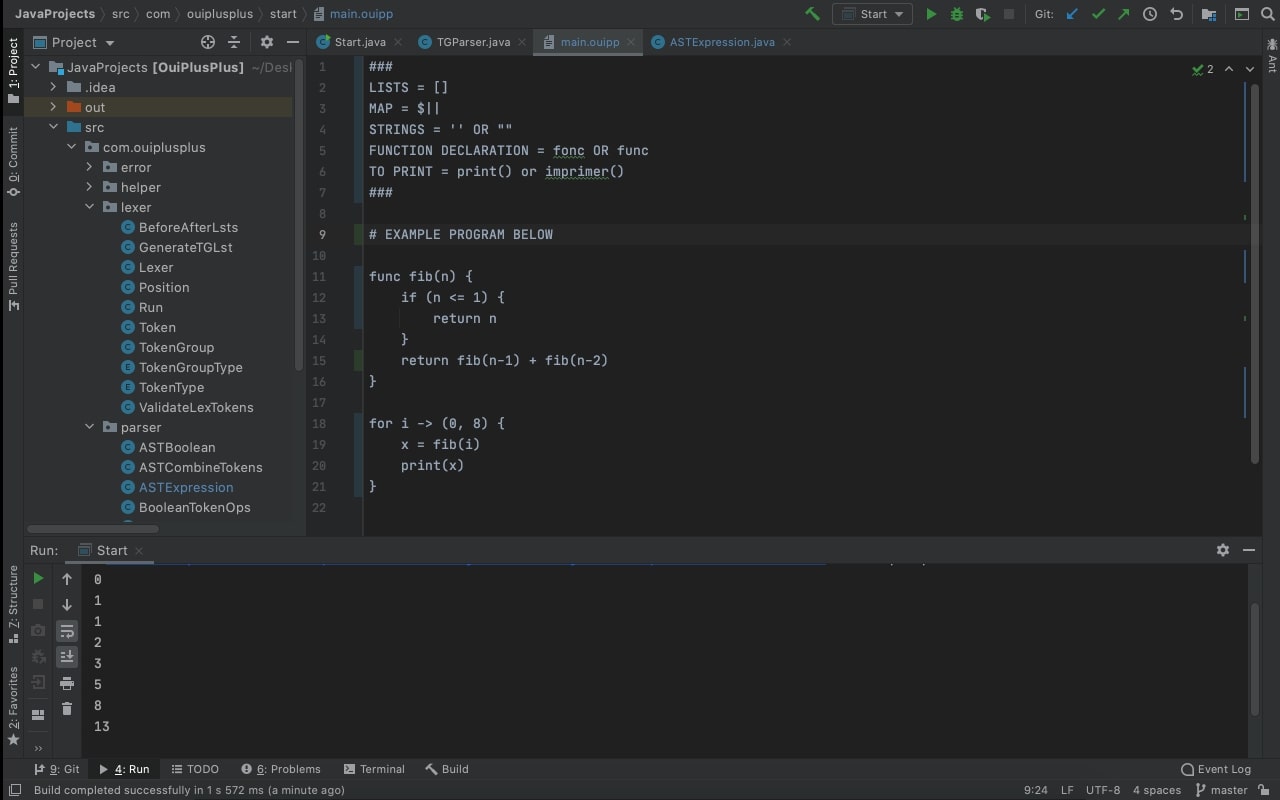 JavaProjects src com ouiplusplus start main.ouipp Start Git:
1: Project
0: Commit
Pull Requests
Project
JavaProjects [OuiPlusPlus] ~/Desl
.idea
out
src
com.ouiplusplus
error
helper
lexer
BeforeAfterLsts
GenerateTGLst
Lexer
Position
Run
Token
TokenGroup
TokenGroupType
TokenType
ValidateLexTokens
parser
ASTBoolean
ASTCombineTokens
ASTExpression
BooleanTokenOps
Start.java TGParser.java main.ouipp ASTExpression.java
2
Ant
1 ###
2 LISTS = []
3 MAP = $||
4 STRINGS = '' OR ""
5 FUNCTION DECLARATION = fonc OR func
6 TO PRINT = print() or imprimer()
7 ###
8
9 # EXAMPLE PROGRAM BELOW
10
11 func fib(n) {
12 if (n <= 1) {
13 return n
14 }
15 return fib(n-1) + fib(n-2)
16 }
17
18 for i -> (0, 8) {
19 x = fib(i)
20 print(x)
21 }
22
Run: Start
7: Structure
2: Favorites
0
1
1
2
3
5
8
13
9: Git 4: Run TODO 6: Problems Terminal Build Event Log
Build completed successfully in 1 s 572 ms (a minute ago) 9:24 LF UTF-8 4 spaces master